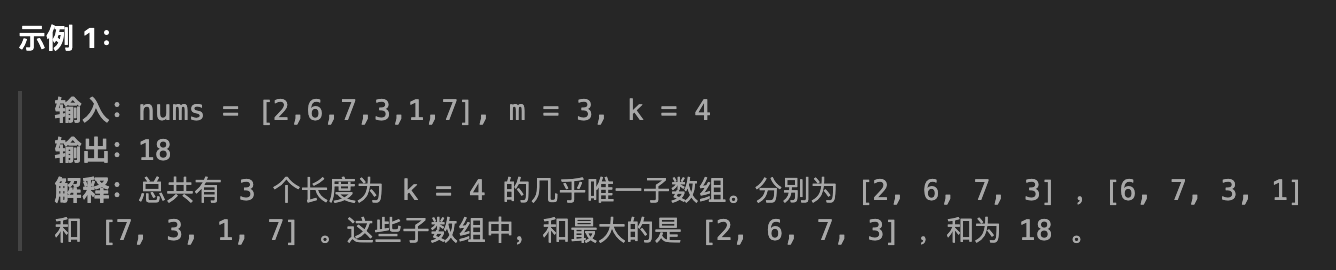 示例 1：
输入：nums = [2,6,7,3,1,7], m = 3, k = 4
输出：18
解释：总共有 3 个长度为 k = 4 的几乎唯一子数组。分别为 [2, 6, 7, 3] ，[6, 7, 3, 1]
和 [7, 3, 1, 7] 。这些子数组中，和最大的是 [2, 6, 7, 3] ，和为 18 。